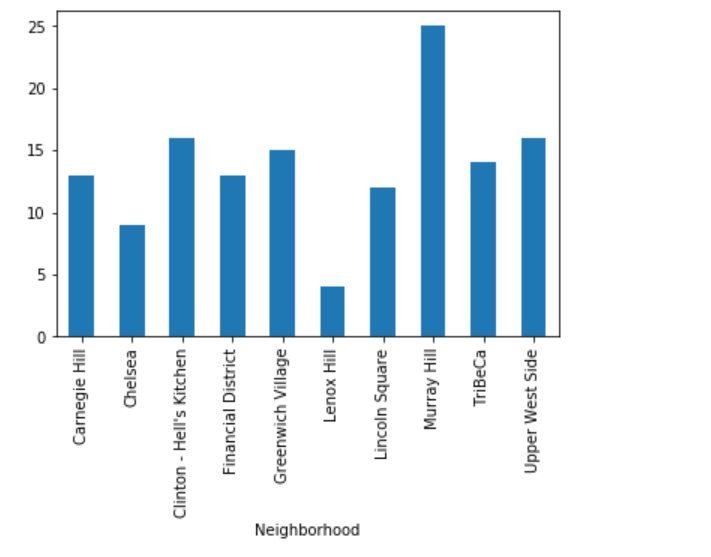 25
20
15
10
5
0
Carnegie Hill
Chelsea
Clinton - Hell's Kitchen
Financial District
Greenwich Village
Lenox Hill
Lincoln Square
Murray Hill
TriBeCa
Upper West Side
Neighborhood